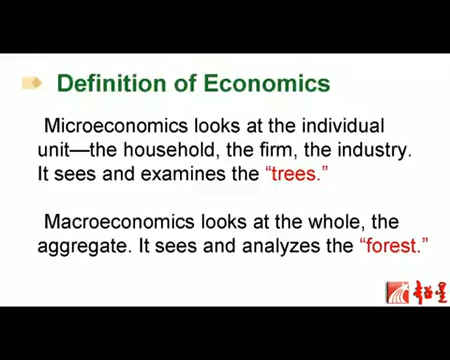 Definition of Economics
Microeconomics looks at the individual
unit—the household, the firm, the industry.
It sees and examines the “trees.”
Macroeconomics looks at the whole, the
aggregate. It sees and analyzes the “forest.”